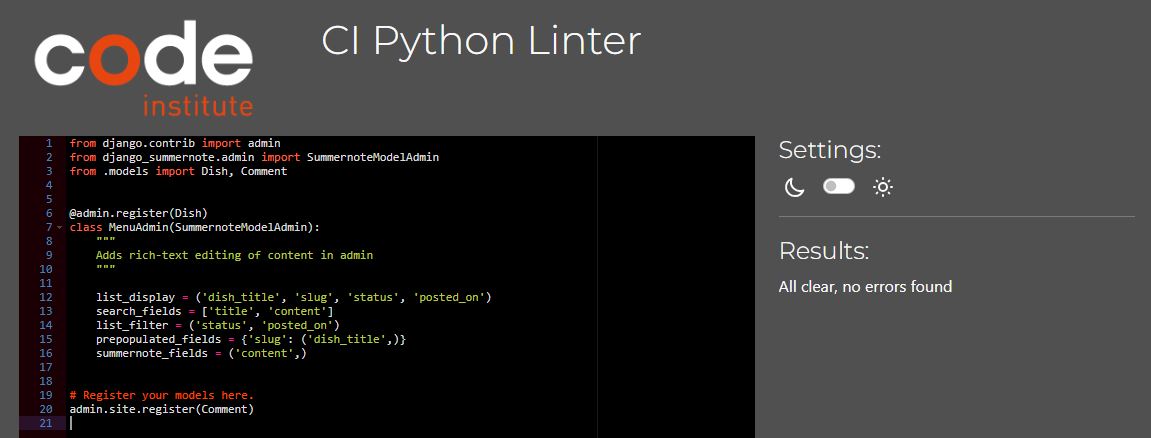 code
institute
CI Python Linter
1 from django.contrib import admin
2 from django_summernote.admin import SummernoteModelAdmin
3 from .models import Dish, Comment
4
5
6 @admin.register(Dish)
7 class MenuAdmin(SummernoteModelAdmin):
8     """
9     Adds rich-text editing of content in admin
10     """
11
12     list_display = ('dish_title', 'slug', 'status', 'posted_on')
13     search_fields = ['title', 'content']
14     list_filter = ('status', 'posted_on')
15     prepopulated_fields = {'slug': ('dish_title',)}
16     summernote_fields = ('content',)
17
18
19 # Register your models here.
20 admin.site.register(Comment)
21
Settings:
Results:
All clear, no errors found